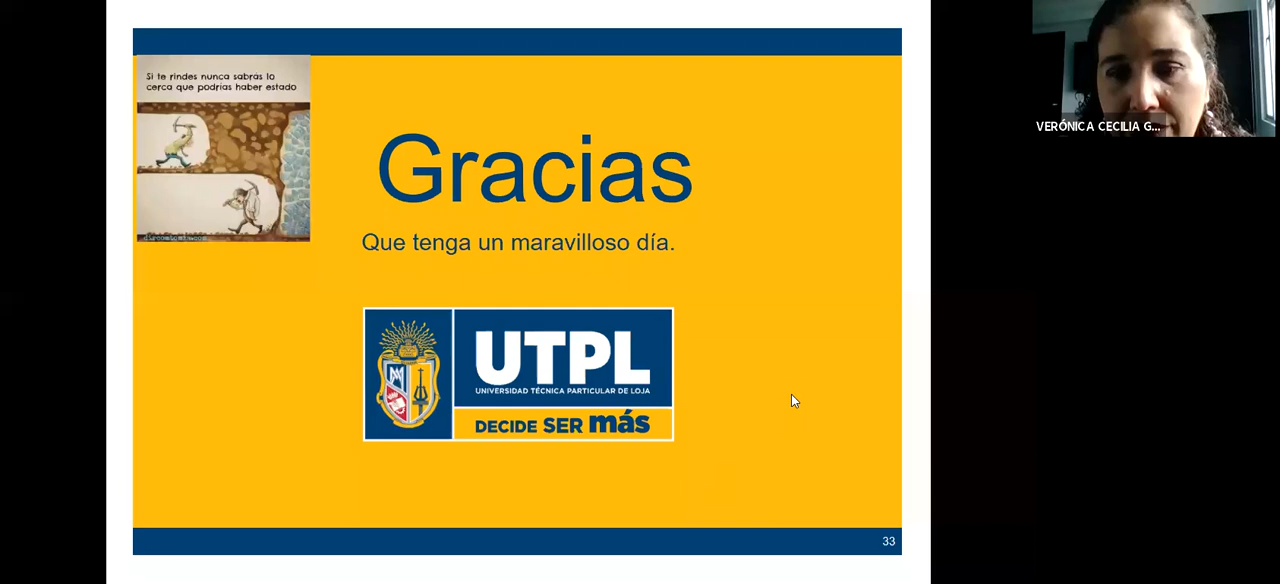 Si te rindes nunca sabrás lo
cerca que podrías haber estado
Gracias
Que tenga un maravilloso día.
UTPL
UNIVERSIDAD TÉCNICA PARTICULAR DE LOJA
DECIDE SER más
33
VERÓNICA CECILIA G...